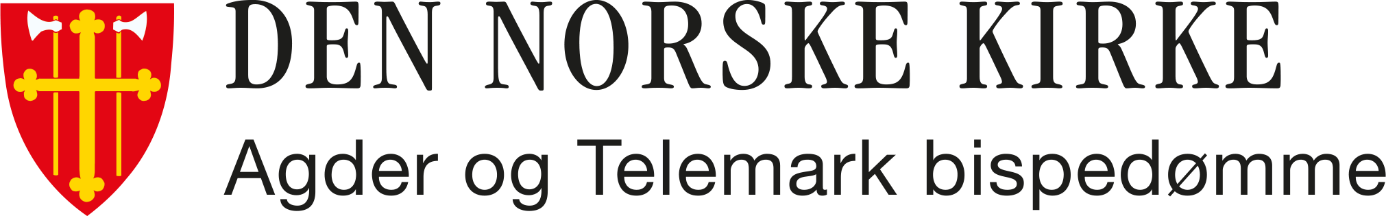 DEN NORSKE KIRKE
Agder og Telemark bispedømme